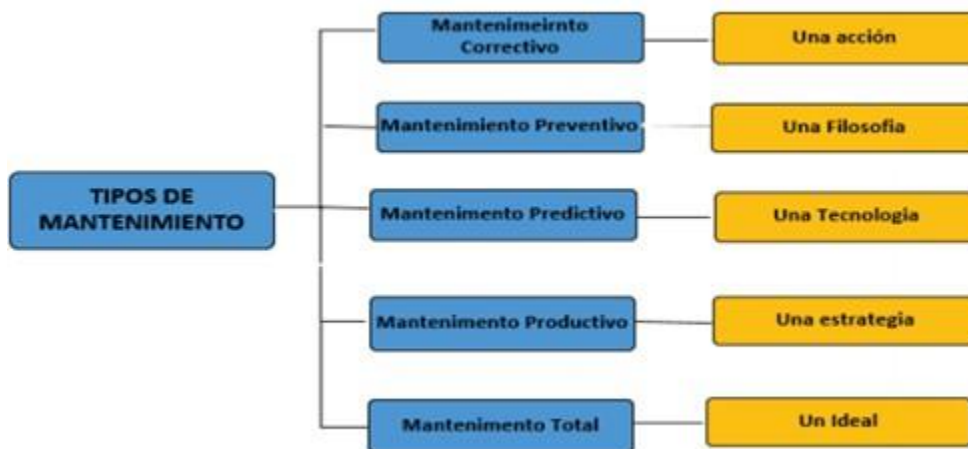 TIPOS DE
MANTENIMIENTO
Mantenimeirnto
Correctivo
Una acción
Mantenimiento Preventivo
Una Filosofia
Mantenimento Predictivo
Una Tecnologia
Mantenimento Productivo
Una estrategia
Mantenimento Total
Un Ideal